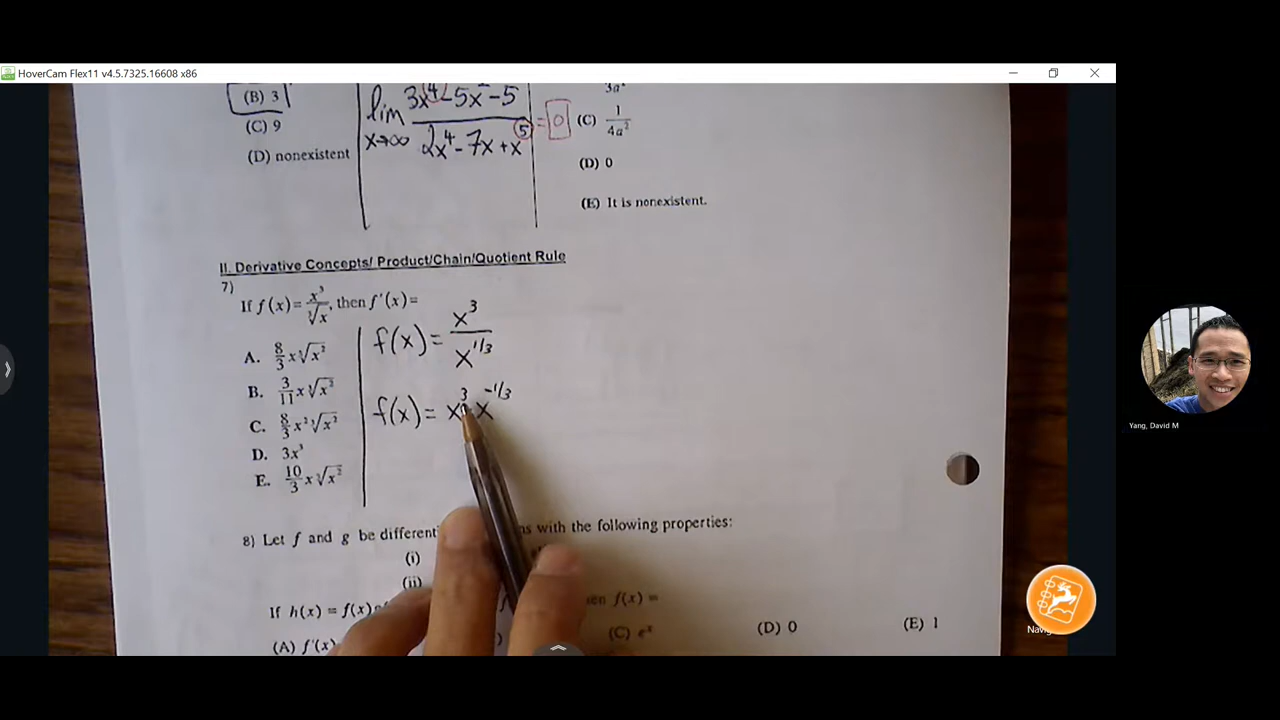 HoverCam Flex11 v4.5.7325.16608 x86
(B) 3
(C) 9
(D) nonexistent
lim x→∞ 3x⁴-5x²-5 / 2x⁴-7x+x⁵ = 0
(C) 1/4a²
(D) 0
(E) It is nonexistent.
II. Derivative Concepts/ Product/Chain/Quotient Rule
7)
If f(x)= x³/∛x, then f'(x)=
A. 8/3 x∛x²
B. 3/11 x∛x²
C. 8/3 x²∛x²
D. 3x³
E. 10/3 x∛x²
f(x) = x³ / x^1/3
f(x) = x³·x^-1/3
8) Let f and g be
with the following properties:
(i)
(ii)
If h(x) = f(x)
f(x) =
(A) f'(x)
(C) eˣ
(D) 0
(E) 1
Yang, David M